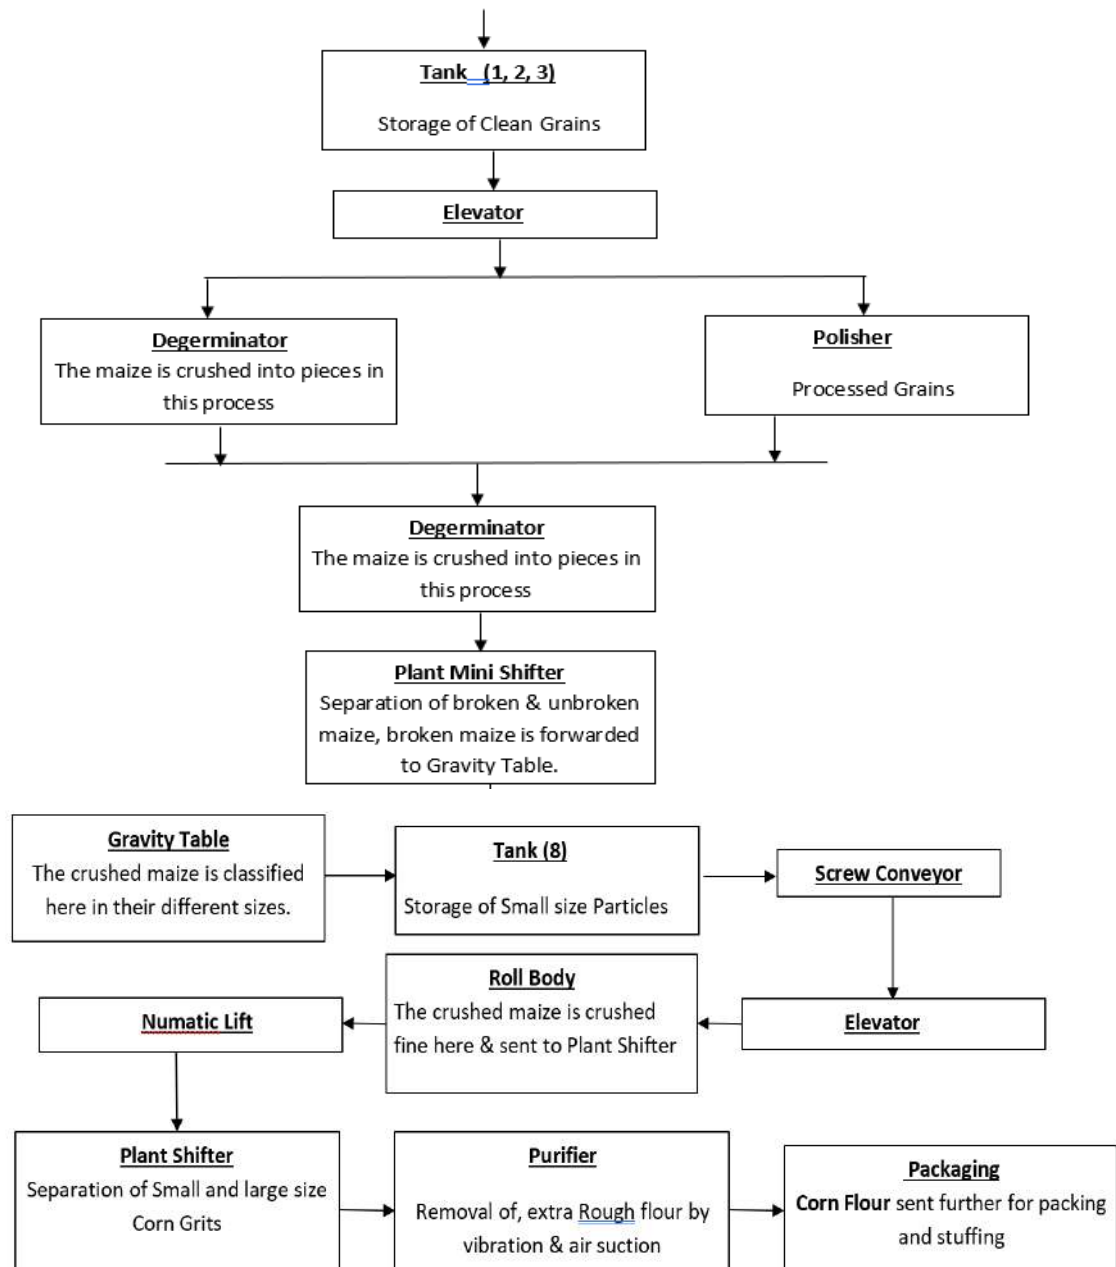 Tank (1, 2, 3)
Storage of Clean Grains
Elevator
Degerminator
The maize is crushed into pieces in
this process
Polisher
Processed Grains
Degerminator
The maize is crushed into pieces in
this process
Plant Mini Shifter
Separation of broken & unbroken
maize, broken maize is forwarded
to Gravity Table.
Gravity Table
The crushed maize is classified
here in their different sizes.
Tank (8)
Storage of Small size Particles
Screw Conveyor
Elevator
Roll Body
The crushed maize is crushed
fine here & sent to Plant Shifter
Numatic Lift
Plant Shifter
Separation of Small and large size
Corn Grits
Purifier
Removal of, extra Rough flour by
vibration & air suction
Packaging
Corn Flour sent further for packing
and stuffing